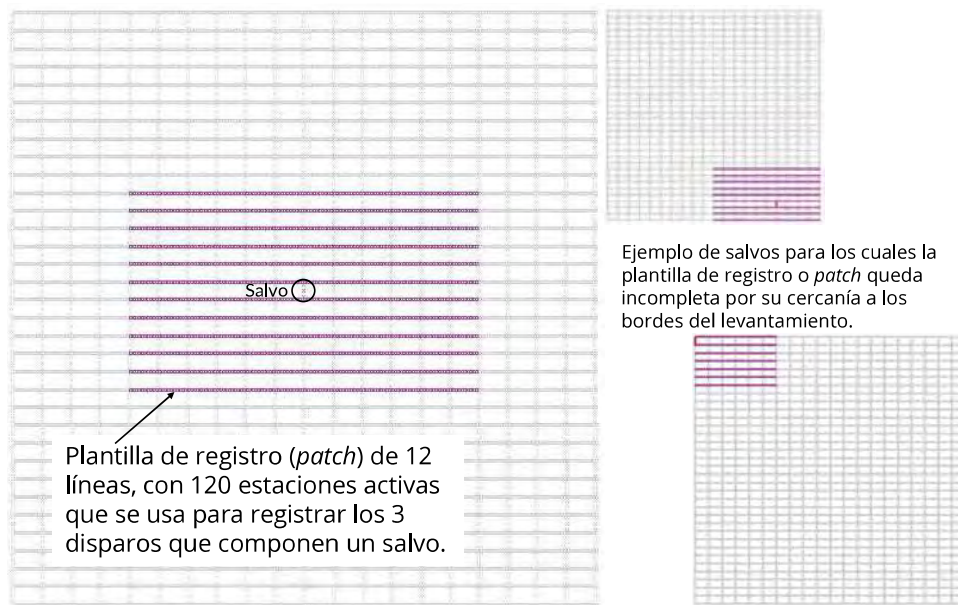 Salvo
Plantilla de registro (patch) de 12
líneas, con 120 estaciones activas
que se usa para registrar los 3
disparos que componen un salvo.
Ejemplo de salvos para los cuales la
plantilla de registro o patch queda
incompleta por su cercanía a los
bordes del levantamiento.